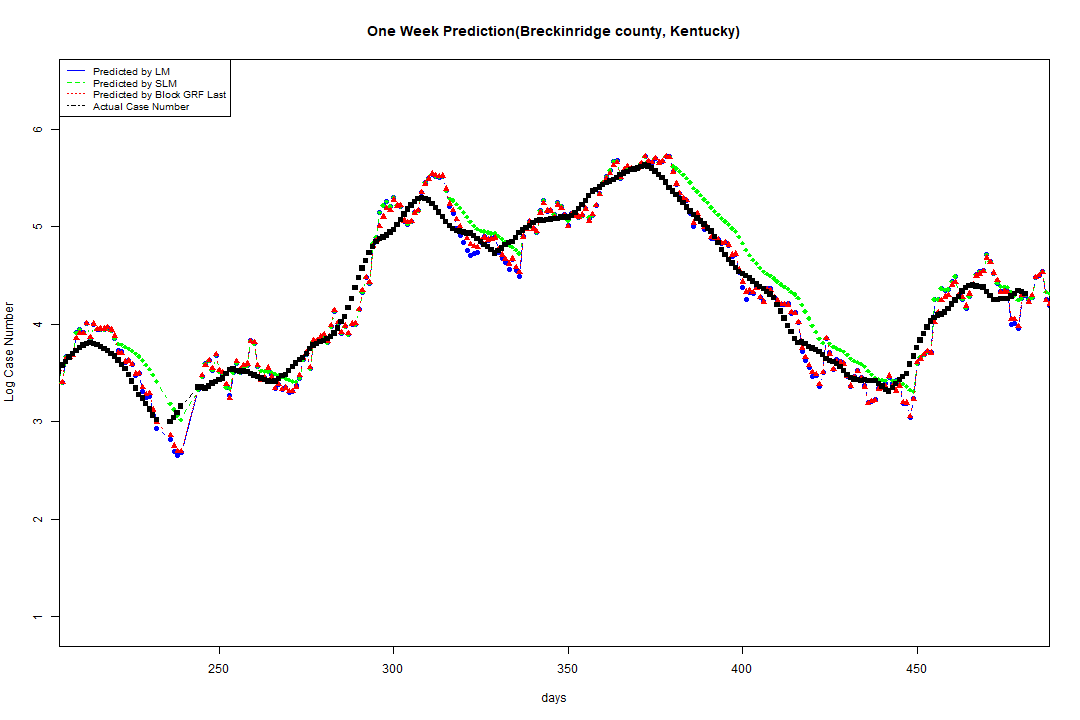 One Week Prediction(Breckinridge county, Kentucky)
Predicted by LM
Predicted by SLM
Predicted by Block GRF Last
Actual Case Number
Log Case Number
6
5
4
3
2
1
250
300
350
400
450
days